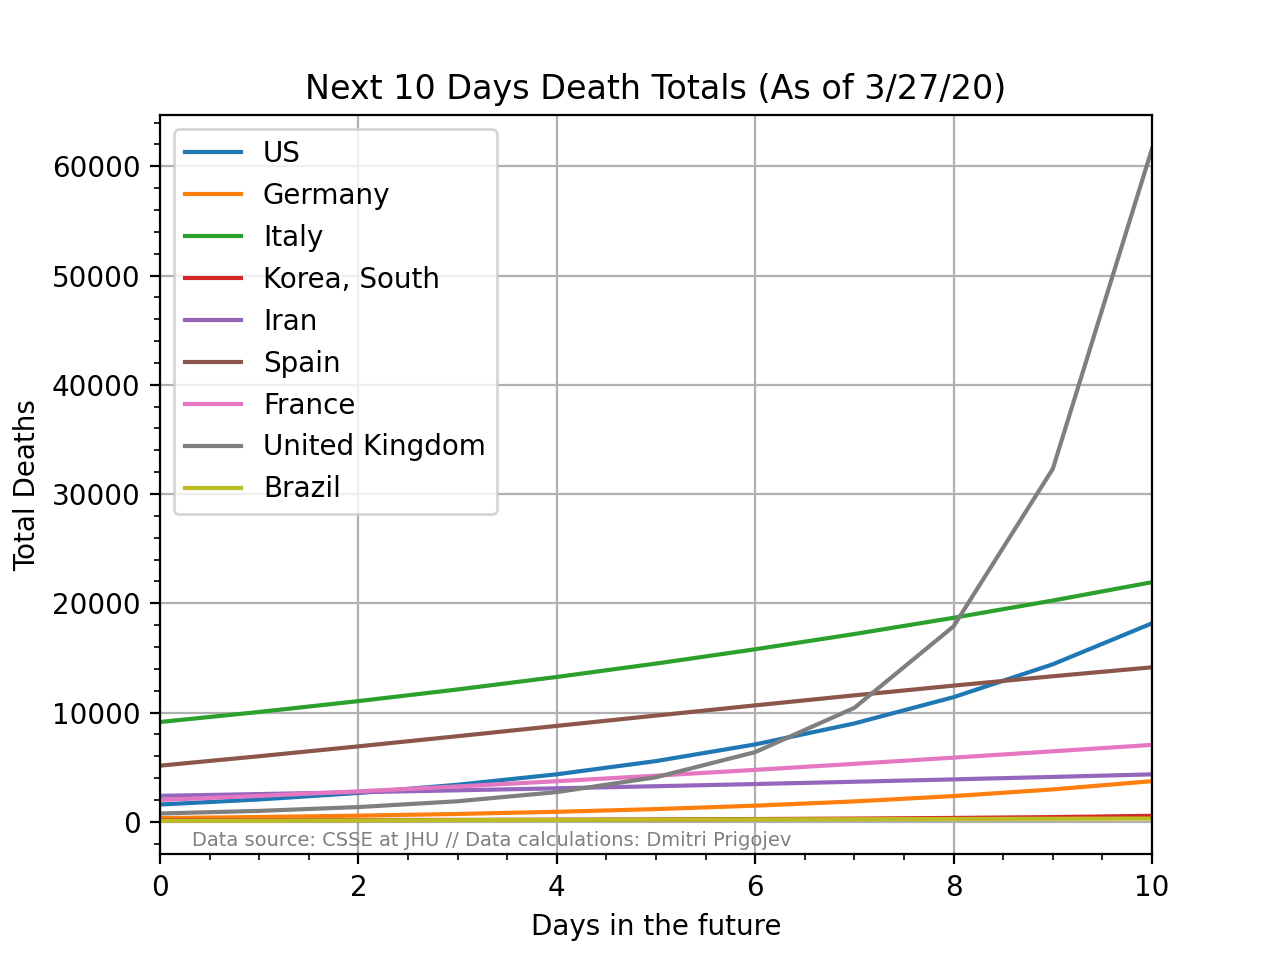 Next 10 Days Death Totals (As of 3/27/20)
US
Germany
Italy
Korea, South
Iran
Spain
France
United Kingdom
Brazil
Total Deaths
60000
50000
40000
30000
20000
10000
0
Data source: CSSE at JHU // Data calculations: Dmitri Prigojev
0 2 4 6 8 10
Days in the future